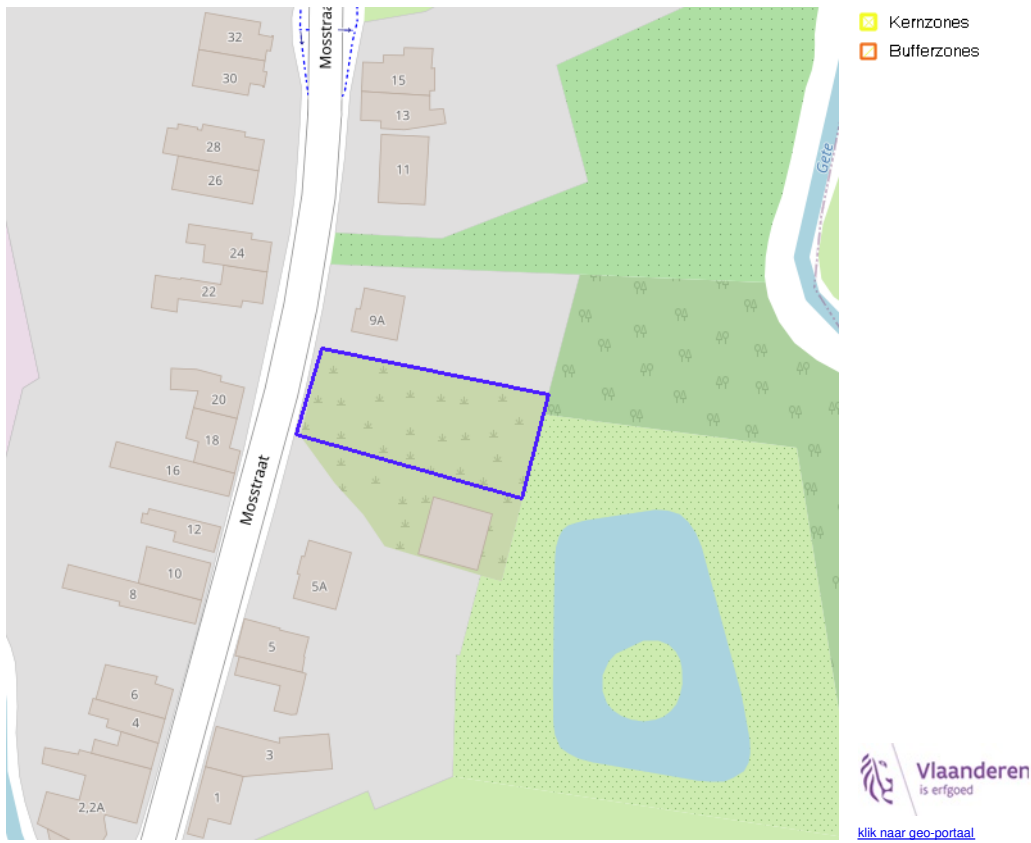 Mosstraat
32
30
15
13
11
28
26
24
22
9A
20
18
16
12
10
8
5A
5
6
4
3
2,2A
1
Mosstraat
Gete
Kernzones
Bufferzones
Vlaanderen
is erfgoed
klik naar geo-portaal